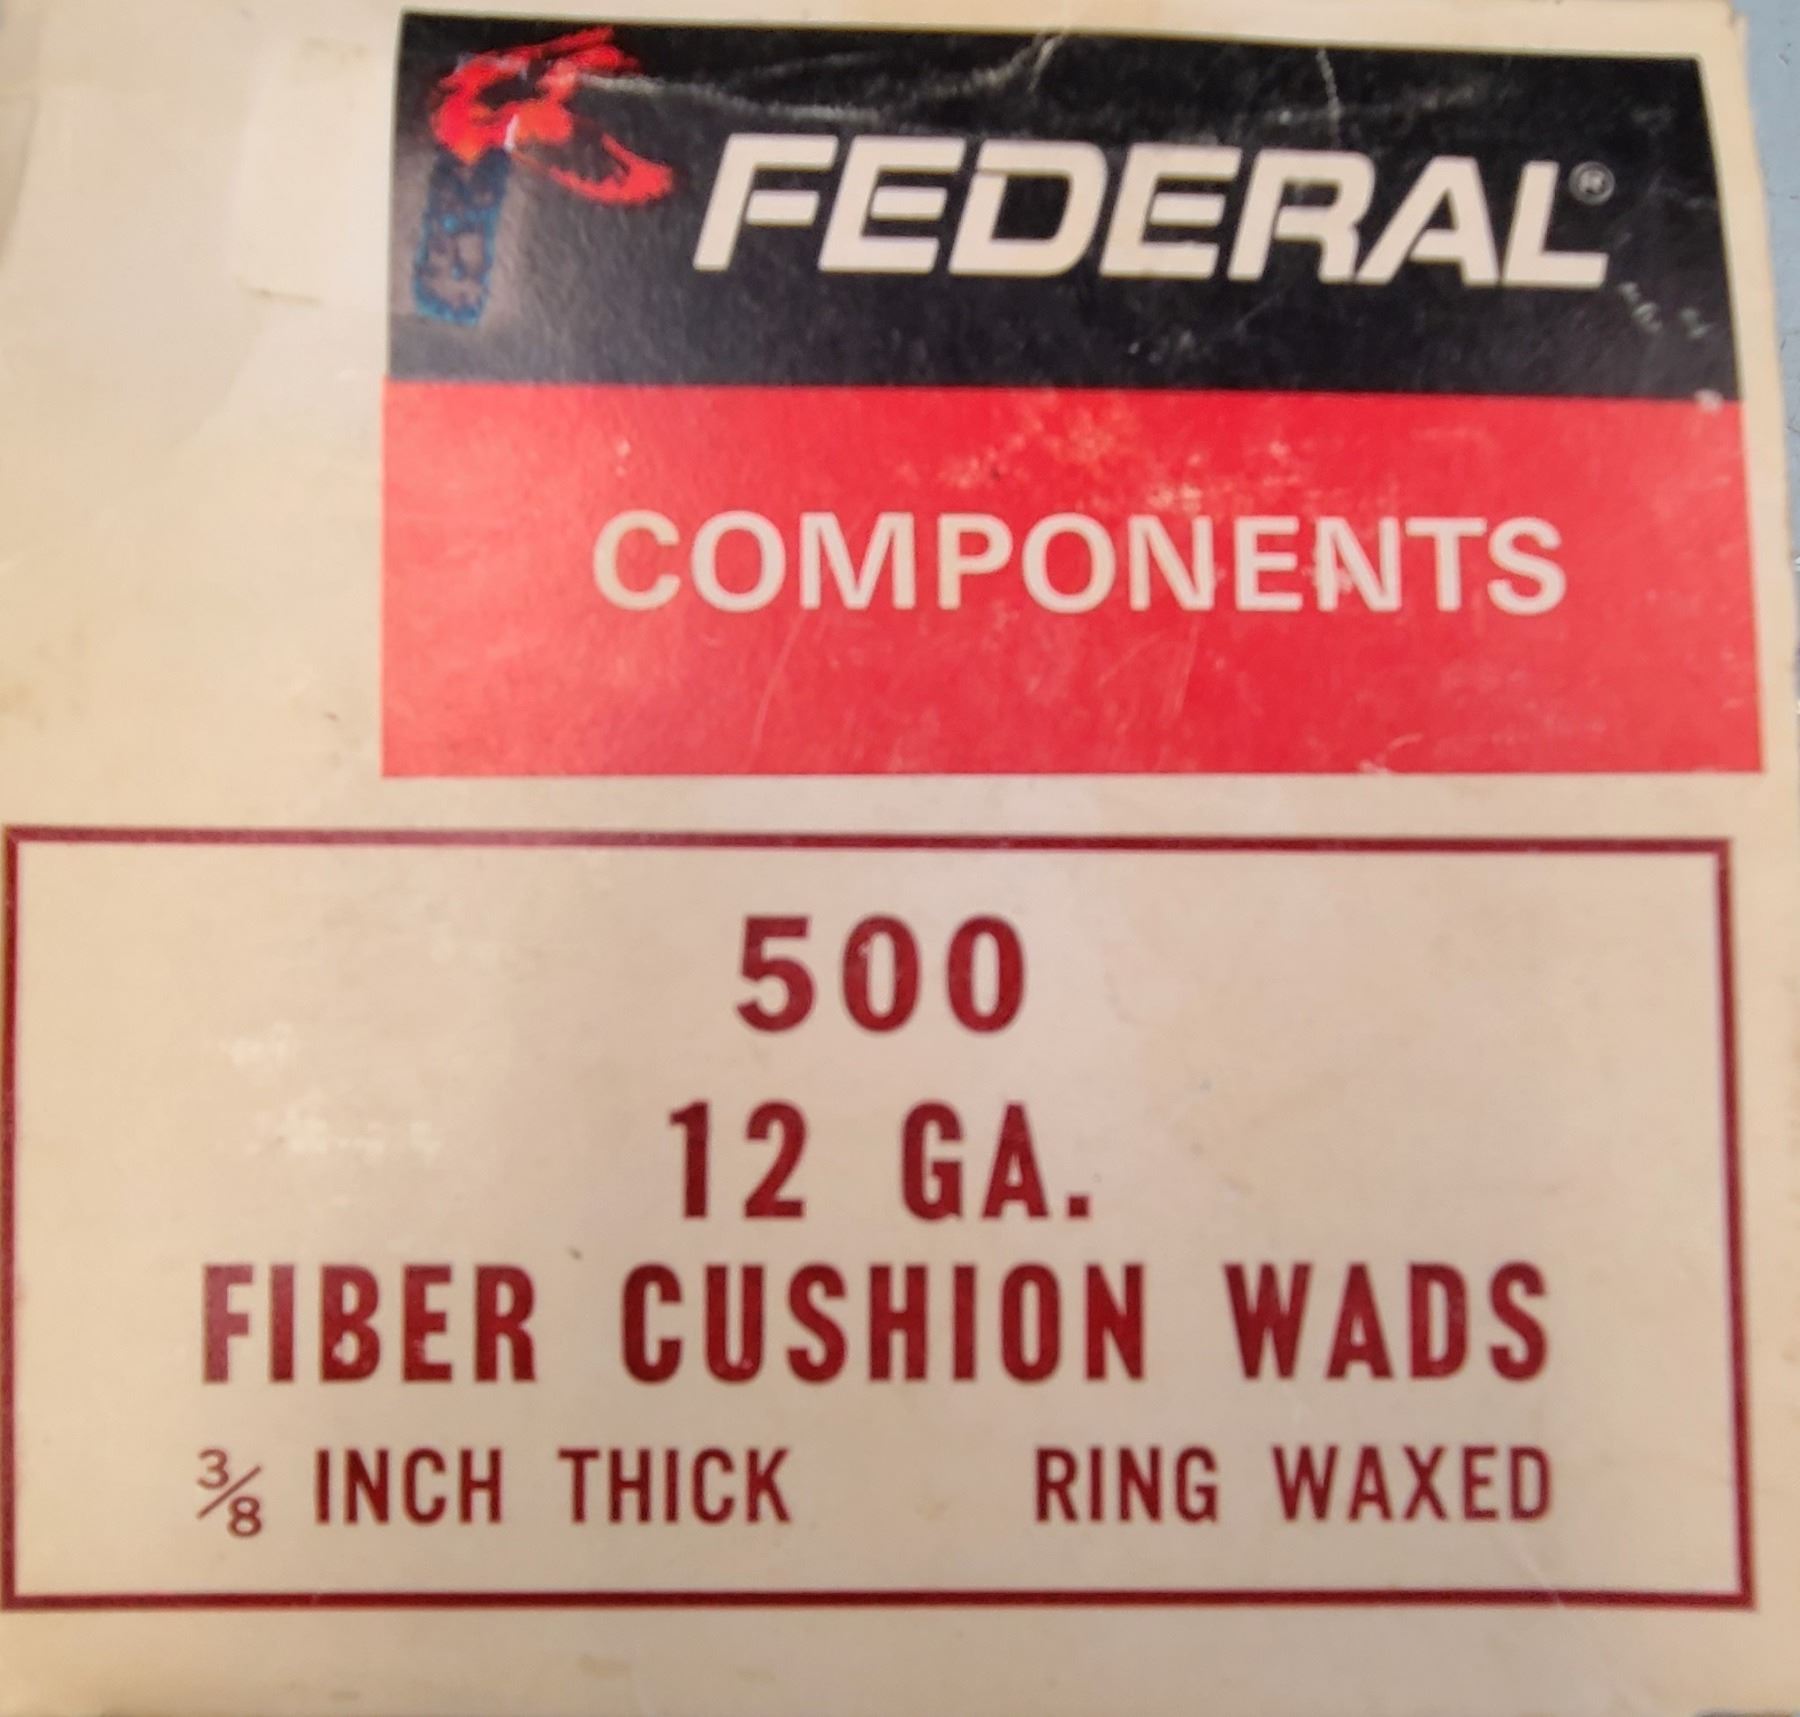 FEDERAL®
COMPONENTS
500
12 GA.
FIBER CUSHION WADS
3/8 INCH THICK RING WAXED